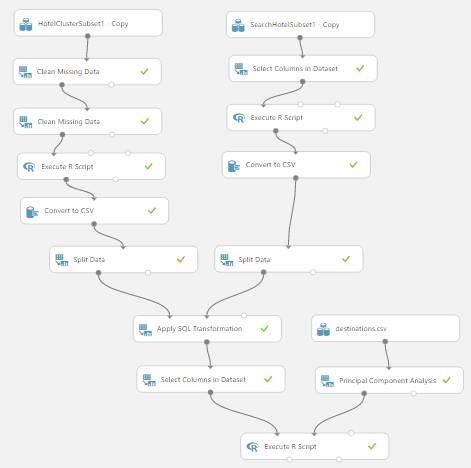 HotelClusterSubset1 - Copy
SearchHotelSubset1 - Copy
Clean Missing Data
Select Columns in Dataset
Clean Missing Data
Execute R Script
Execute R Script
Convert to CSV
Convert to CSV
Split Data
Split Data
Apply SQL Transformation
destinations.csv
Select Columns in Dataset
Principal Component Analysis
Execute R Script